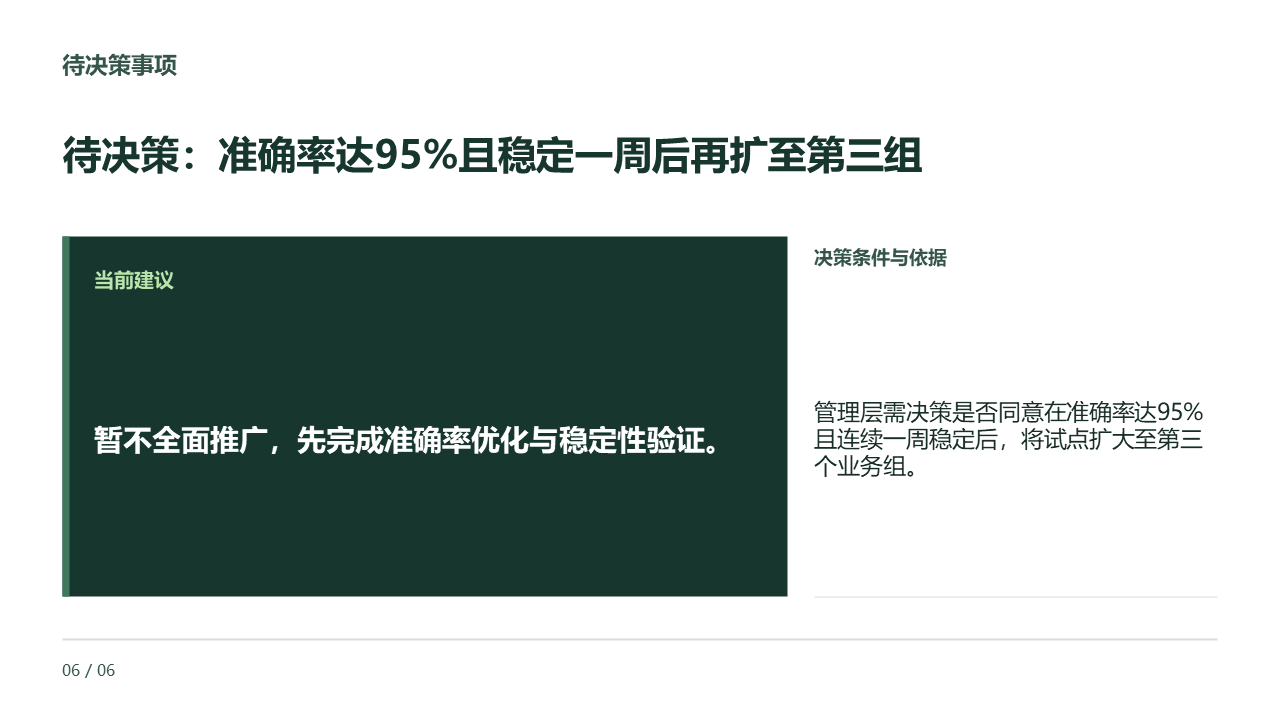 待决策事项
待决策：准确率达95%且稳定一周后再扩至第三组
当前建议
暂不全面推广，先完成准确率优化与稳定性验证。
决策条件与依据
管理层需决策是否同意在准确率达95%
且连续一周稳定后，将试点扩大至第三
个业务组。
06 / 06